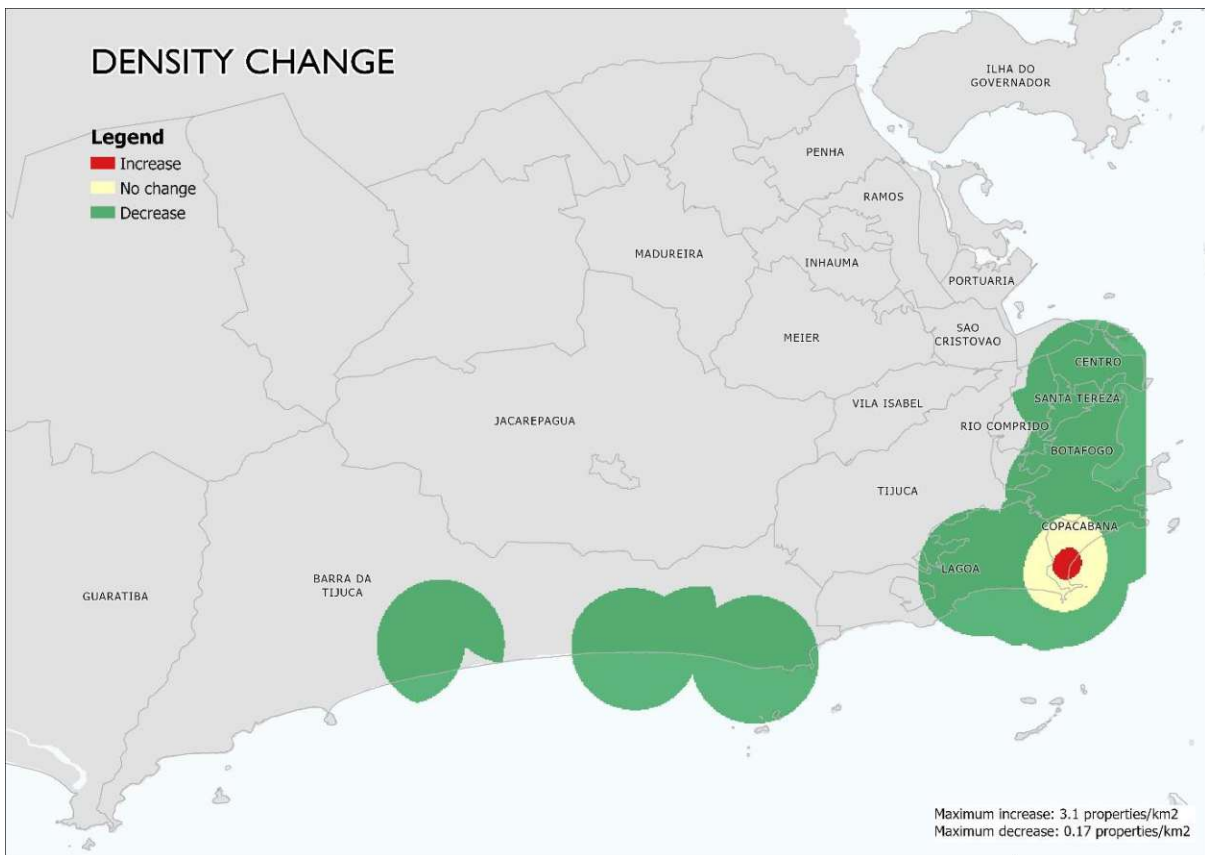 DENSITY CHANGE
Legend
Increase
No change
Decrease
ILHA DO
GOVERNADOR
PENHA
RAMOS
MADUREIRA
INHAUMA
PORTUARIA
SAO
CRISTOVAO
MEIER
CENTRO
VILA ISABEL
SANTA TEREZA
JACAREPAGUA
RIO COMPRIDO
BOTAFOGO
TIJUCA
COPACABANA
LAGOA
BARRA DA
TIJUCA
GUARATIBA
Maximum increase: 3.1 properties/km2
Maximum decrease: 0.17 properties/km2